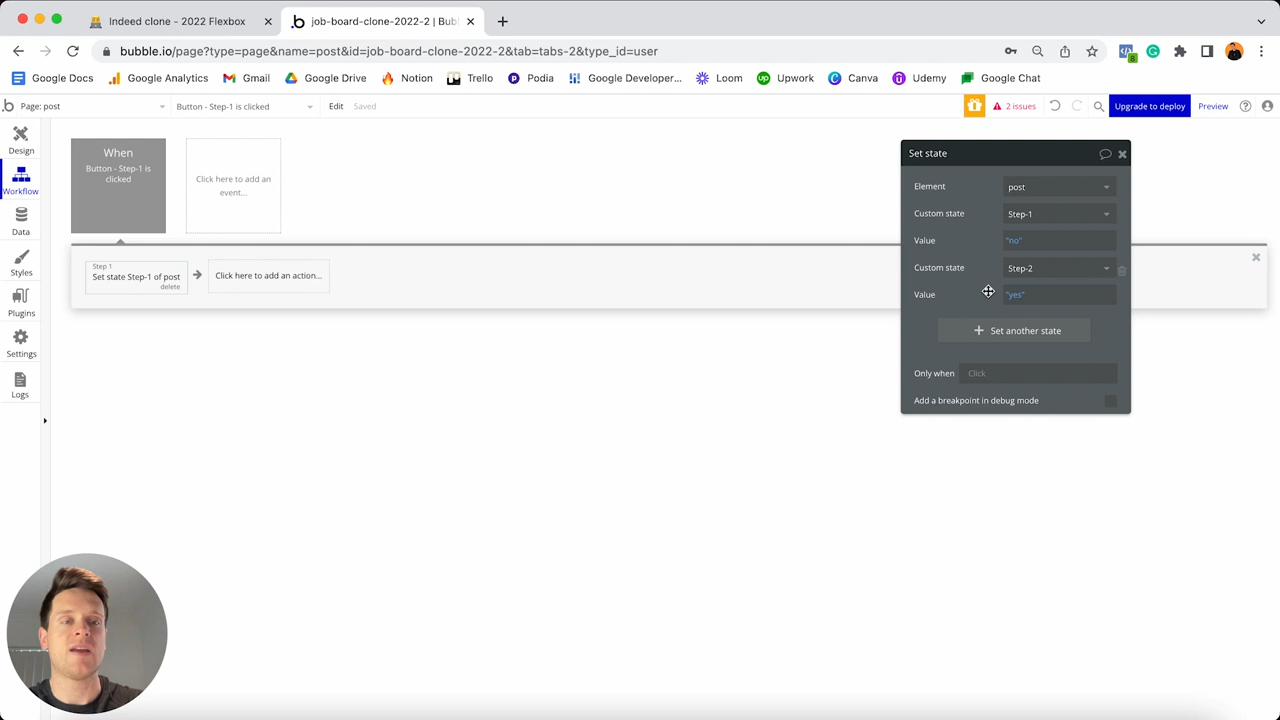 Indeed clone - 2022 Flexbox
job-board-clone-2022-2 | Bubl
bubble.io/page?type=page&name=post&id=job-board-clone-2022-2&tab=tabs-2&type_id=user
8
Google Docs
Google Analytics
Gmail
Google Drive
Notion
Trello
Podia
Google Developer...
Loom
Upwork
Canva
Udemy
Google Chat
Page: post
Button - Step-1 is clicked
Edit
Saved
2 issues
Upgrade to deploy
Preview
Design
Workflow
Data
Styles
Plugins
Settings
Logs
When
Button - Step-1 is
clicked
Click here to add an
event...
Step 1
Set state Step-1 of post
delete
Click here to add an action...
Set state
Element
post
Custom state
Step-1
Value
"no"
Custom state
Step-2
Value
"yes"
Set another state
Only when
Click
Add a breakpoint in debug mode